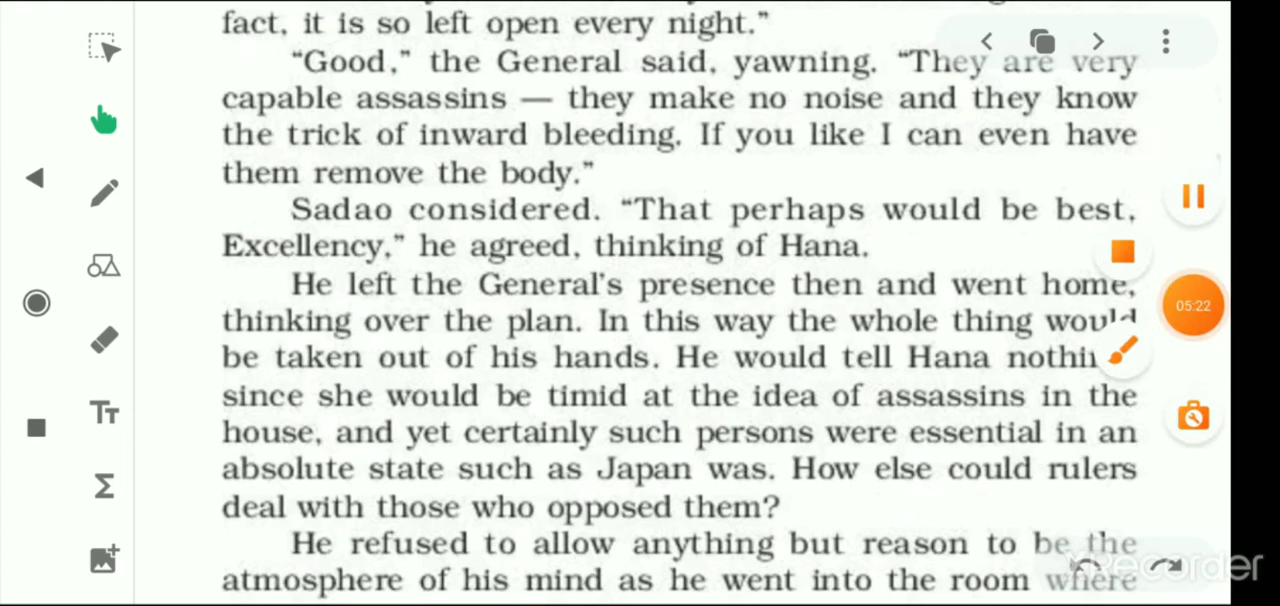 fact, it is so left open every night.”
“Good,” the General said, yawning. “They are very
capable assassins — they make no noise and they know
the trick of inward bleeding. If you like I can even have
them remove the body.”
Sadao considered. “That perhaps would be best,
Excellency,” he agreed, thinking of Hana.
He left the General’s presence then and went home,
thinking over the plan. In this way the whole thing would
be taken out of his hands. He would tell Hana
since she would be timid at the idea of assassins in the
house, and yet certainly such persons were essential in an
absolute state such as Japan was. How else could rulers
deal with those who opposed them?
He refused to allow anything but reason to be the
atmosphere of his mind as he went into the room where
05:22
XRecorder
Tт
Σ